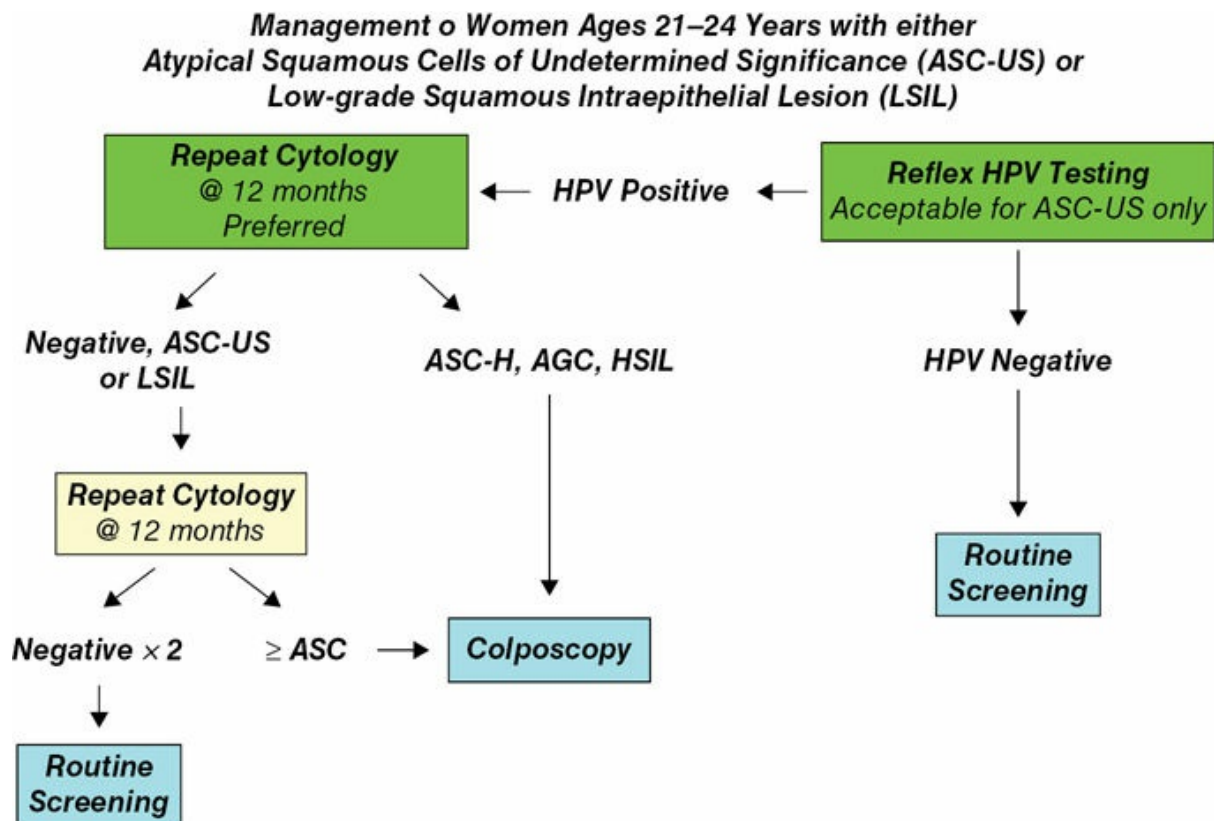 Management o Women Ages 21–24 Years with either
Atypical Squamous Cells of Undetermined Significance (ASC-US) or
Low-grade Squamous Intraepithelial Lesion (LSIL)
Repeat Cytology
@ 12 months
Preferred
HPV Positive
Reflex HPV Testing
Acceptable for ASC-US only
Negative, ASC-US
or LSIL
ASC-H, AGC, HSIL
HPV Negative
Repeat Cytology
@ 12 months
Routine
Screening
Negative × 2
≥ ASC
Colposcopy
Routine
Screening